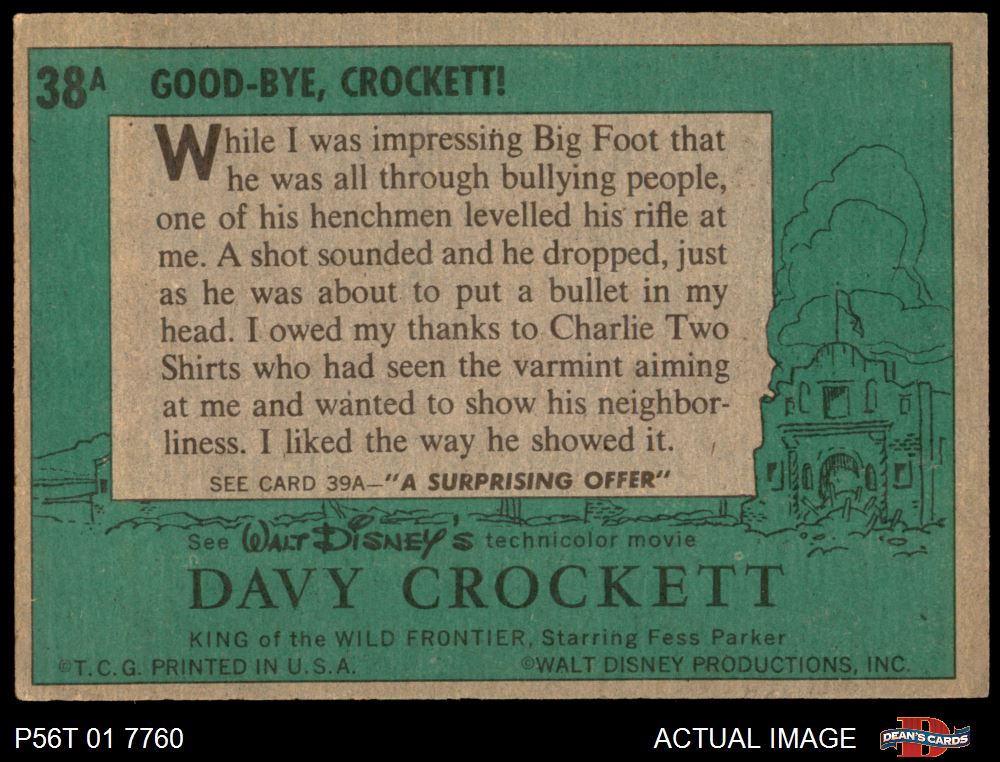 38A GOOD-BYE, CROCKETT!
While I was impressing Big Foot that
he was all through bullying people,
one of his henchmen levelled his rifle at
me. A shot sounded and he dropped, just
as he was about to put a bullet in my
head. I owed my thanks to Charlie Two
Shirts who had seen the varmint aiming
at me and wanted to show his neighbor-
liness. I liked the way he showed it.
SEE CARD 39A—"A SURPRISING OFFER"
See WALT DISNEY'S technicolor movie
DAVY CROCKETT
KING of the WILD FRONTIER, Starring Fess Parker
©T.C.G. PRINTED IN U.S.A. ©WALT DISNEY PRODUCTIONS, INC.
P56T 01 7760 ACTUAL IMAGE D DEAN'S CARDS